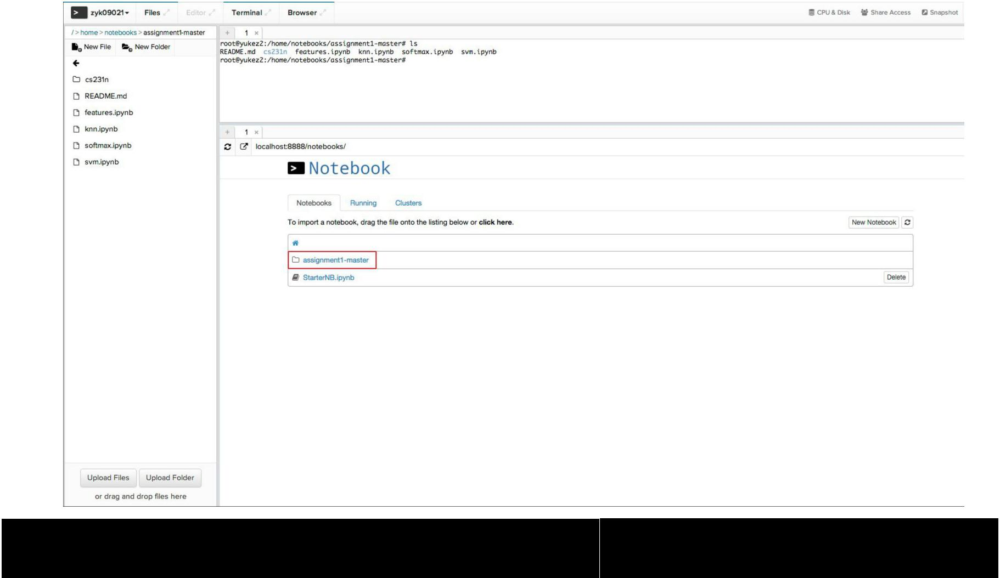 zyk09021 Files Editor Terminal Browser CPU & Disk Share Access Snapshot
/ > home > notebooks > assignment1-master
New File New Folder
cs231n
README.md
features.ipynb
knn.ipynb
softmax.ipynb
svm.ipynb
Upload Files Upload Folder
or drag and drop files here
+ 1 ×
root@yukez2:/home/notebooks/assignment1-master# ls
README.md cs231n features.ipynb knn.ipynb softmax.ipynb svm.ipynb
root@yukez2:/home/notebooks/assignment1-master#
+ 1 ×
localhost:8888/notebooks/
Notebook
Notebooks Running Clusters
To import a notebook, drag the file onto the listing below or click here. New Notebook
assignment1-master
StarterNB.ipynb Delete